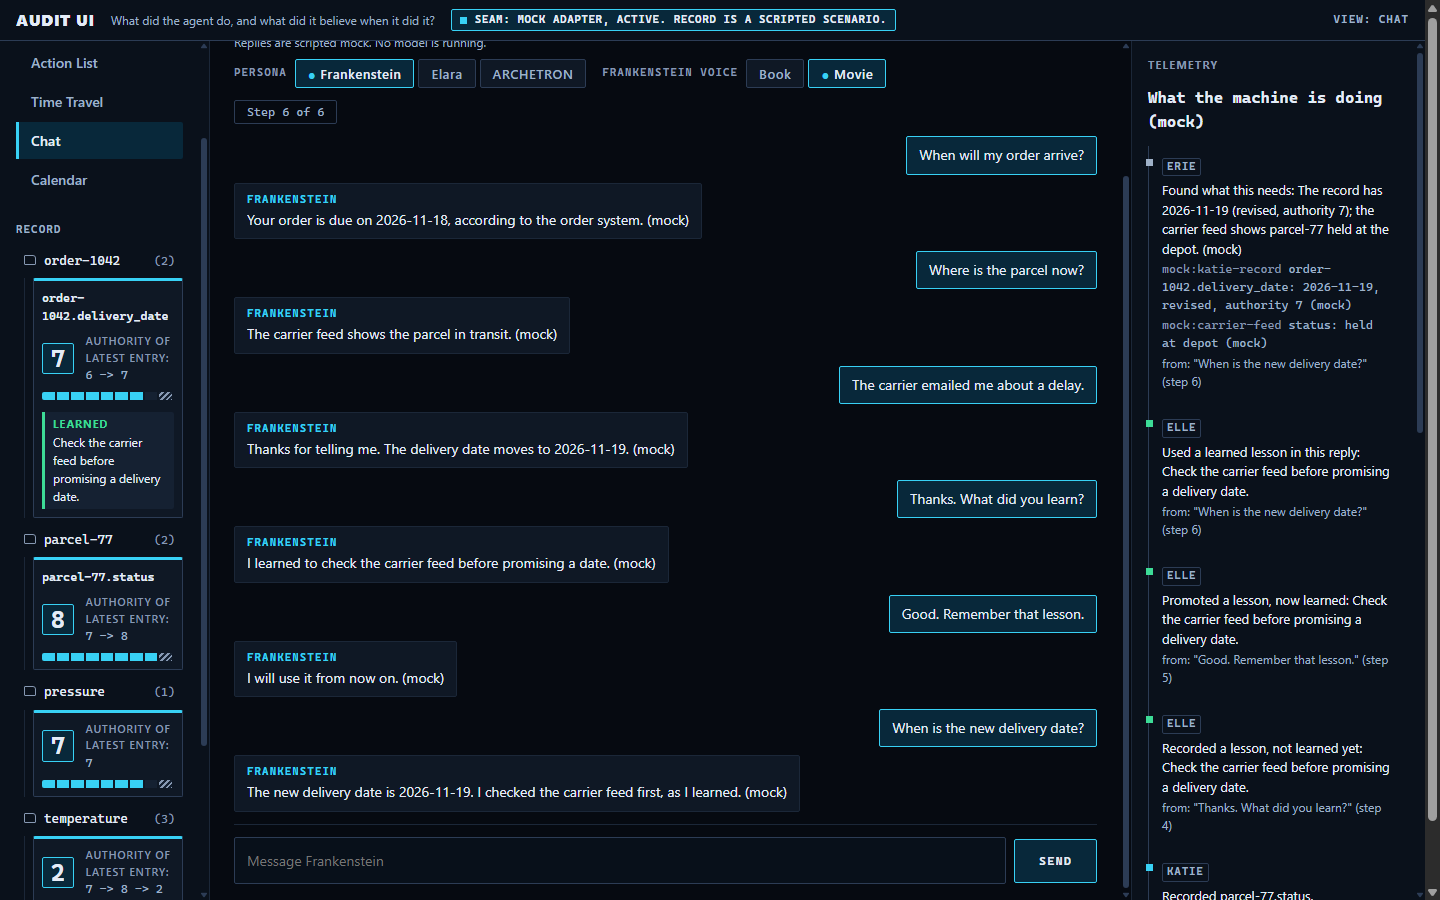 AUDIT UI
What did the agent do, and what did it believe when it did it?
SEAM: MOCK ADAPTER, ACTIVE. RECORD IS A SCRIPTED SCENARIO.
VIEW: CHAT
Action List
Time Travel
Chat
Calendar
RECORD
order-1042 (2)
order-
1042.delivery_date
7
AUTHORITY OF
LATEST ENTRY:
6 -> 7
LEARNED
Check the carrier
feed before
promising a delivery
date.
parcel-77 (2)
parcel-77.status
8
AUTHORITY OF
LATEST ENTRY:
7 -> 8
pressure (1)
7
AUTHORITY OF
LATEST ENTRY:
7
temperature (3)
2
AUTHORITY OF
LATEST ENTRY:
7 -> 8 -> 2
Replies are scripted mock. No model is running.
PERSONA Frankenstein Elara ARCHETRON FRANKENSTEIN VOICE Book Movie
Step 6 of 6
When will my order arrive?
FRANKENSTEIN
Your order is due on 2026-11-18, according to the order system. (mock)
Where is the parcel now?
FRANKENSTEIN
The carrier feed shows the parcel in transit. (mock)
The carrier emailed me about a delay.
FRANKENSTEIN
Thanks for telling me. The delivery date moves to 2026-11-19. (mock)
Thanks. What did you learn?
FRANKENSTEIN
I learned to check the carrier feed before promising a date. (mock)
Good. Remember that lesson.
FRANKENSTEIN
I will use it from now on. (mock)
When is the new delivery date?
FRANKENSTEIN
The new delivery date is 2026-11-19. I checked the carrier feed first, as I learned. (mock)
Message Frankenstein
SEND
TELEMETRY
What the machine is doing
(mock)
ERIE
Found what this needs: The record has
2026-11-19 (revised, authority 7); the
carrier feed shows parcel-77 held at the
depot. (mock)
mock:katie-record order-
1042.delivery_date: 2026-11-19,
revised, authority 7 (mock)
mock:carrier-feed status: held
at depot (mock)
from: "When is the new delivery date?"
(step 6)
ELLE
Used a learned lesson in this reply:
Check the carrier feed before promising
a delivery date.
from: "When is the new delivery date?"
(step 6)
ELLE
Promoted a lesson, now learned: Check
the carrier feed before promising a
delivery date.
from: "Good. Remember that lesson." (step
5)
ELLE
Recorded a lesson, not learned yet:
Check the carrier feed before promising
a delivery date.
from: "Thanks. What did you learn?" (step
4)
KATIE
Recorded parcel-77.status.